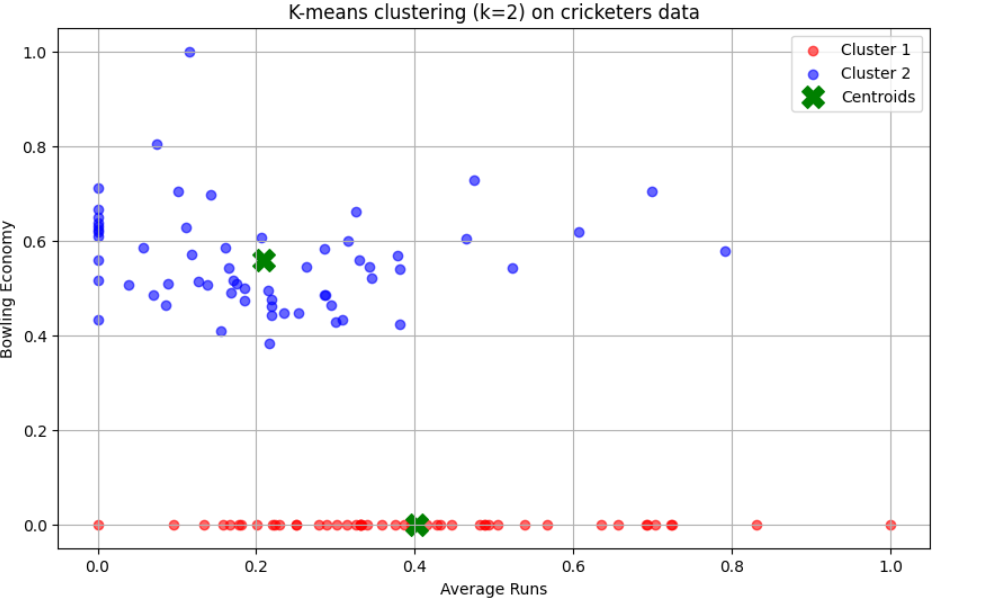 K-means clustering (k=2) on cricketers data
Cluster 1
Cluster 2
Centroids
Bowling Economy
1.0
0.8
0.6
0.4
0.2
0.0
0.0 0.2 0.4 0.6 0.8 1.0
Average Runs